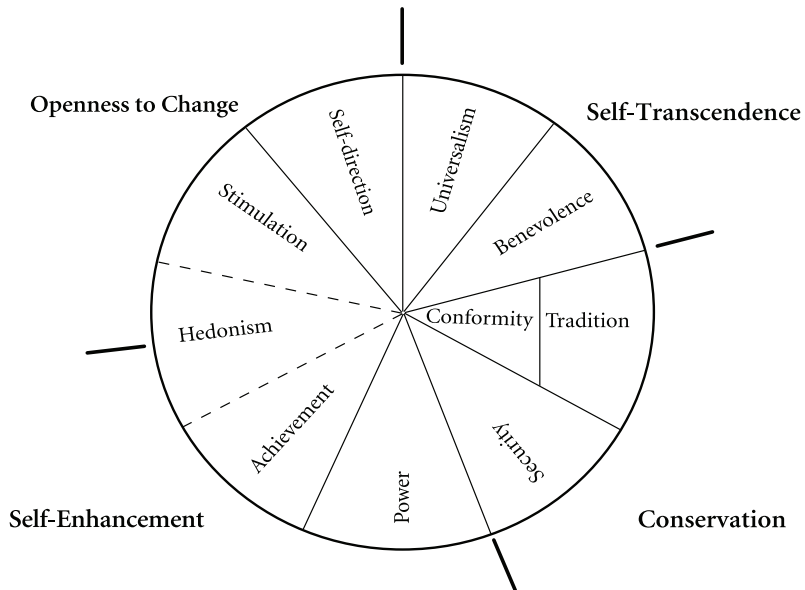 Openness to Change
Self-Transcendence
Self-direction
Universalism
Stimulation
Benevolence
Hedonism
Conformity
Tradition
Achievement
Power
Security
Self-Enhancement
Conservation